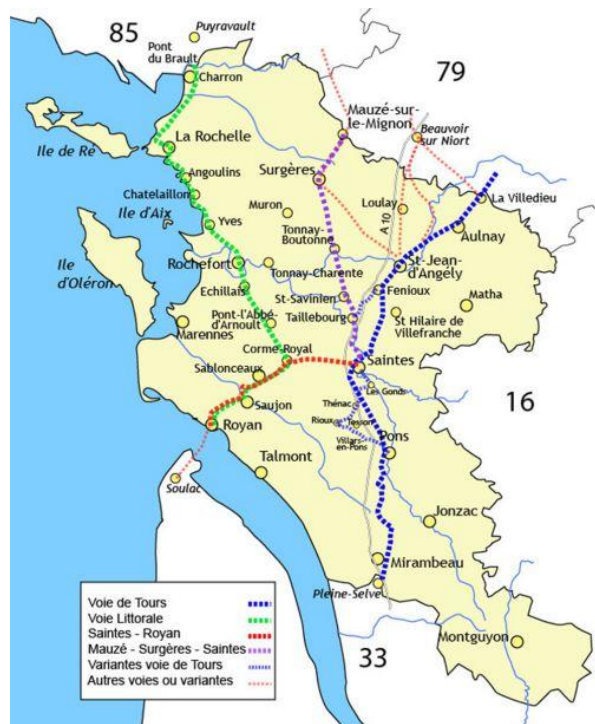 85
Puyravault
Pont
du Brault
Charron
79
Mauzé-sur-
le-Mignon
Beauvoir
sur Niort
La Rochelle
Ile de Ré
Surgères
Angoulins
Chatelaillon
La Villedieu
Loulay
Muron
Ile d'Aix
A 10
Aulnay
Yves
Tonnay-
Boutonne
Ile
d'Oléron
Rochefort
Tonnay-Charente
St-Jean-
d'Angély
Echillais
Fenioux
Matha
St-Savinien
Pont-l'Abbé-
d'Arnoult
Taillebourg
St Hilaire de
Villefranche
Marennes
Corme Royal
Sablonceaux
Saintes
16
Les Gonds
Saujon
Thénac
Royan
Rioux
Tesson
Pons
Villars-
en-Pons
Talmont
Soulac
Jonzac
Mirambeau
Pleine-Selve
Montguyon
33
Voie de Tours
Voie Littorale
Saintes - Royan
Mauzé - Surgères - Saintes
Variantes voie de Tours
Autres voies ou variantes